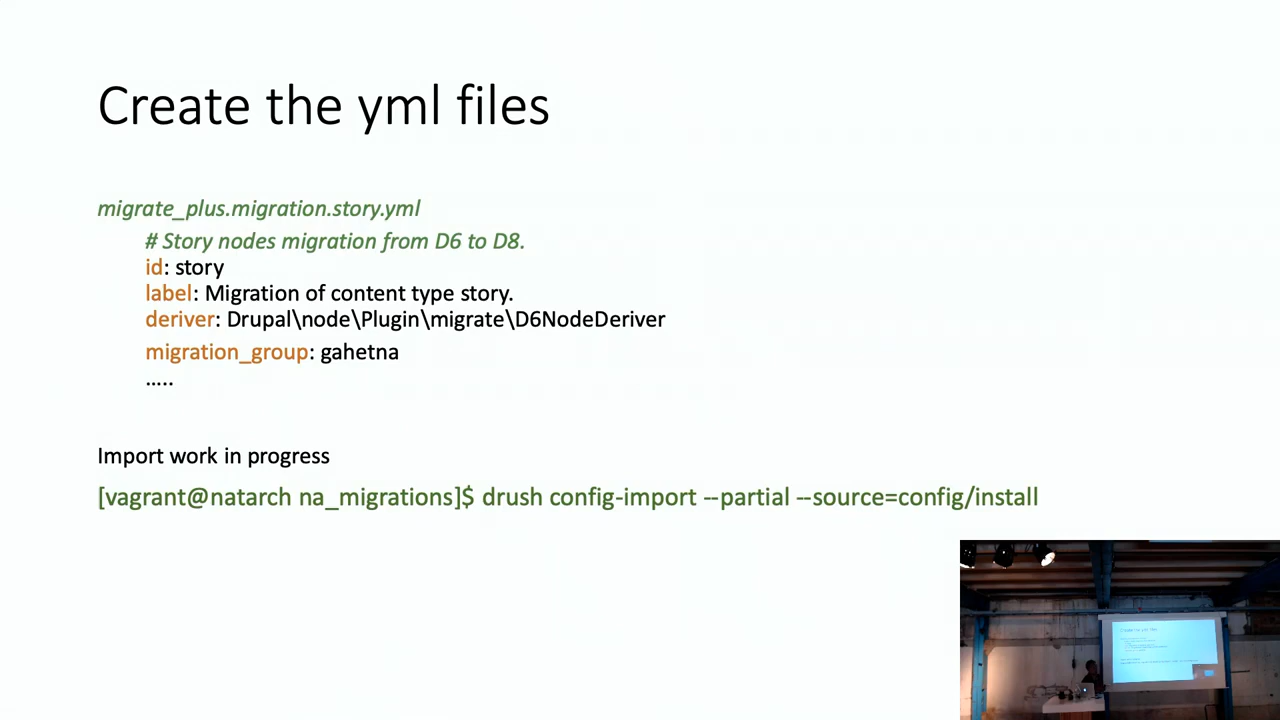 Create the yml files
migrate_plus.migration.story.yml
# Story nodes migration from D6 to D8.
id: story
label: Migration of content type story.
deriver: Drupal\node\Plugin\migrate\D6NodeDeriver
migration_group: gahetna
.....
Import work in progress
[vagrant@natarch na_migrations]$ drush config-import --partial --source=config/install